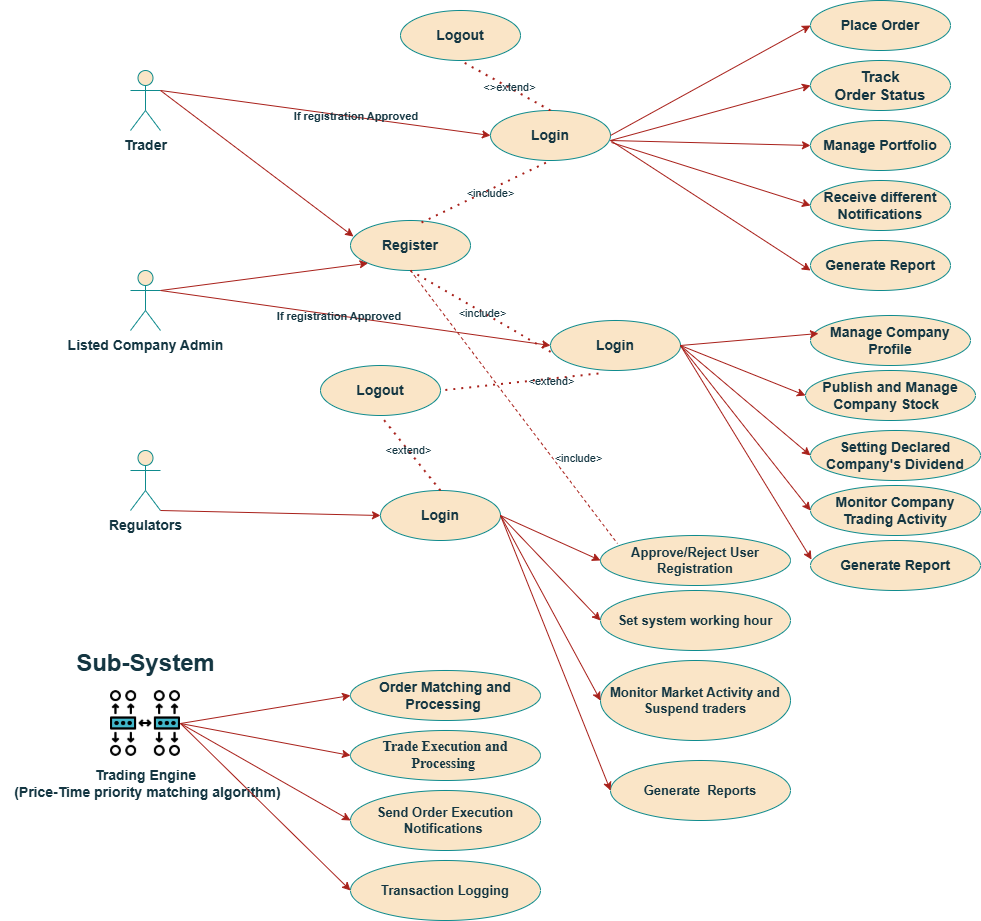 Logout
Place Order
<>extend>
Track
Order Status
If registration Approved
Login
Trader
Manage Portfolio
<include>
Receive different
Notifications
Register
Generate Report
If registration Approved
<include>
Listed Company Admin
Login
Manage Company
Profile
<extend>
Logout
Publish and Manage
Company Stock
<extend>
<include>
Setting Declared
Company's Dividend
Regulators
Login
Monitor Company
Trading Activity
Approve/Reject User
Registration
Generate Report
Set system working hour
Sub-System
Order Matching and
Processing
Monitor Market Activity and
Suspend traders
Trade Execution and
Processing
Trading Engine
(Price-Time priority matching algorithm)
Generate  Reports
Send Order Execution
Notifications
Transaction Logging